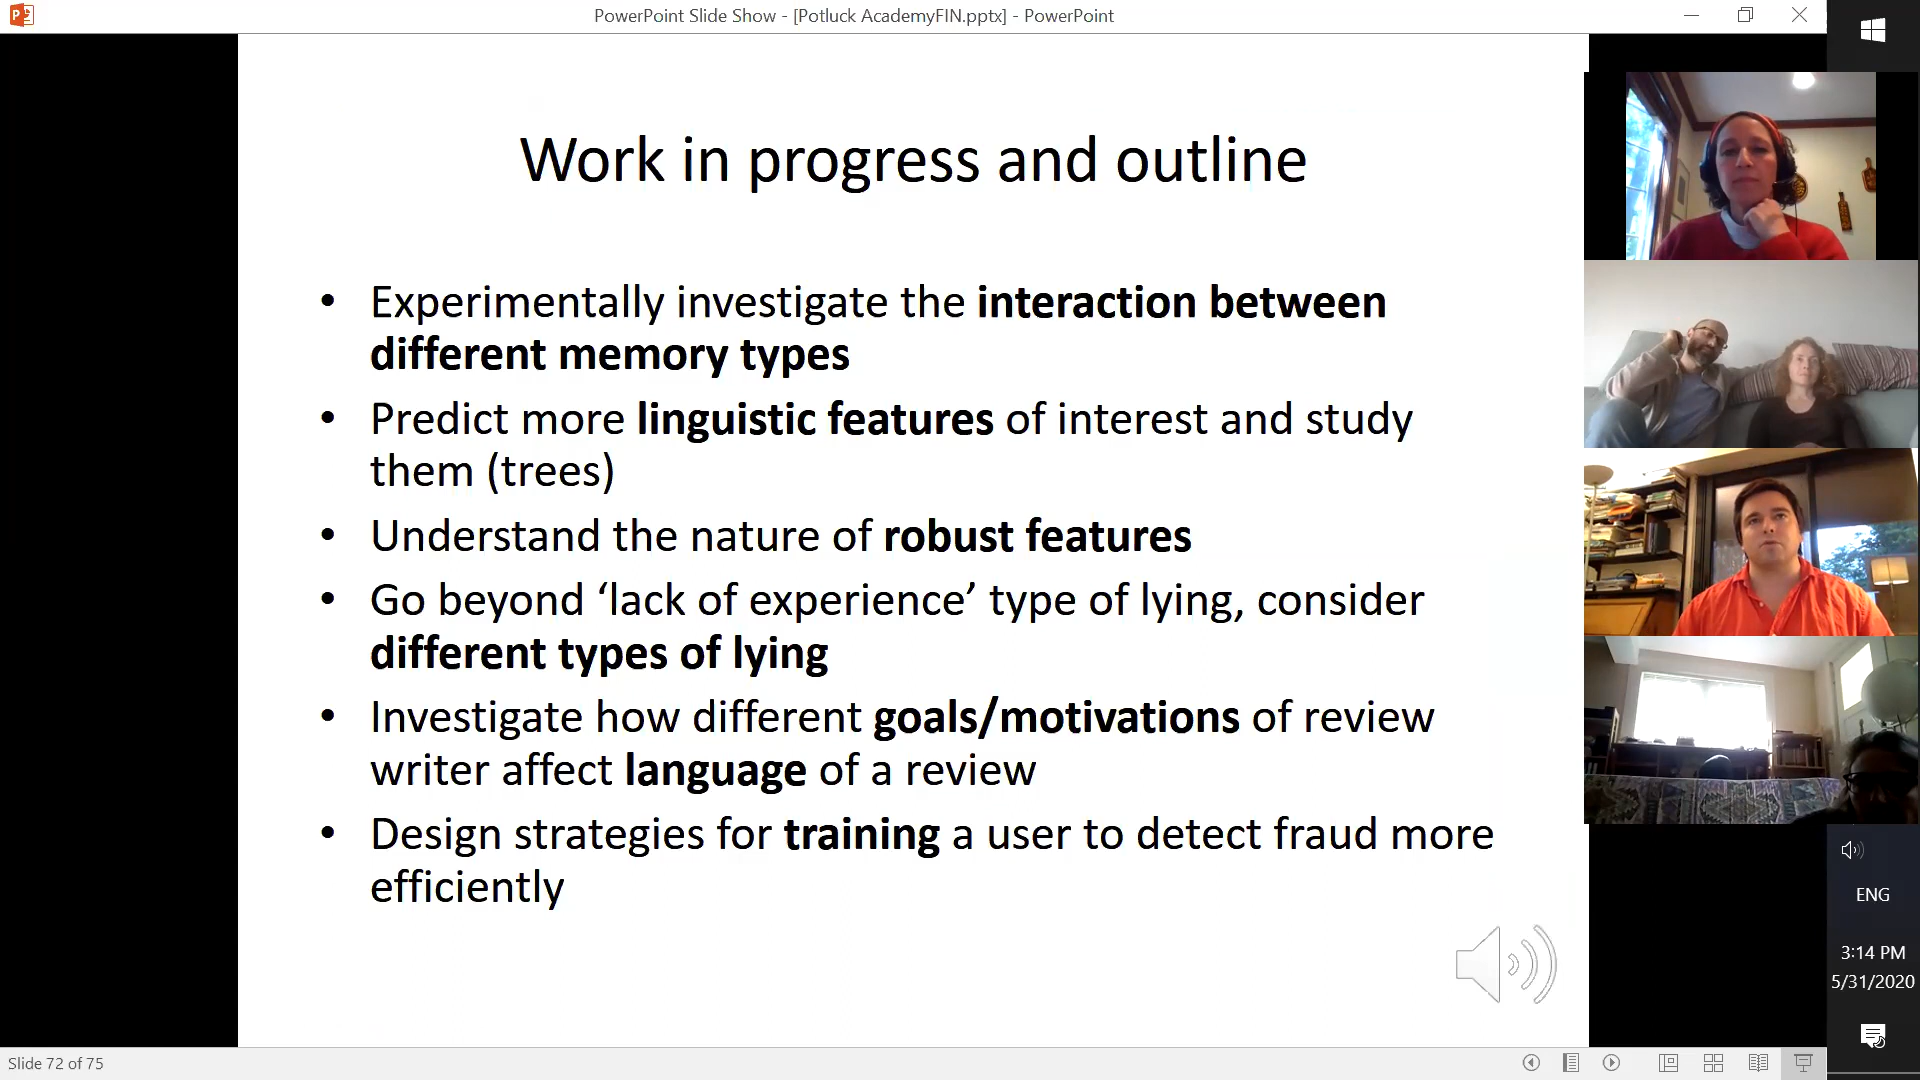 PowerPoint Slide Show - [Potluck AcademyFIN.pptx] - PowerPoint
Work in progress and outline
• Experimentally investigate the interaction between
different memory types
• Predict more linguistic features of interest and study
them (trees)
• Understand the nature of robust features
• Go beyond ‘lack of experience’ type of lying, consider
different types of lying
• Investigate how different goals/motivations of review
writer affect language of a review
• Design strategies for training a user to detect fraud more
efficiently
ENG
3:14 PM
5/31/2020
Slide 72 of 75